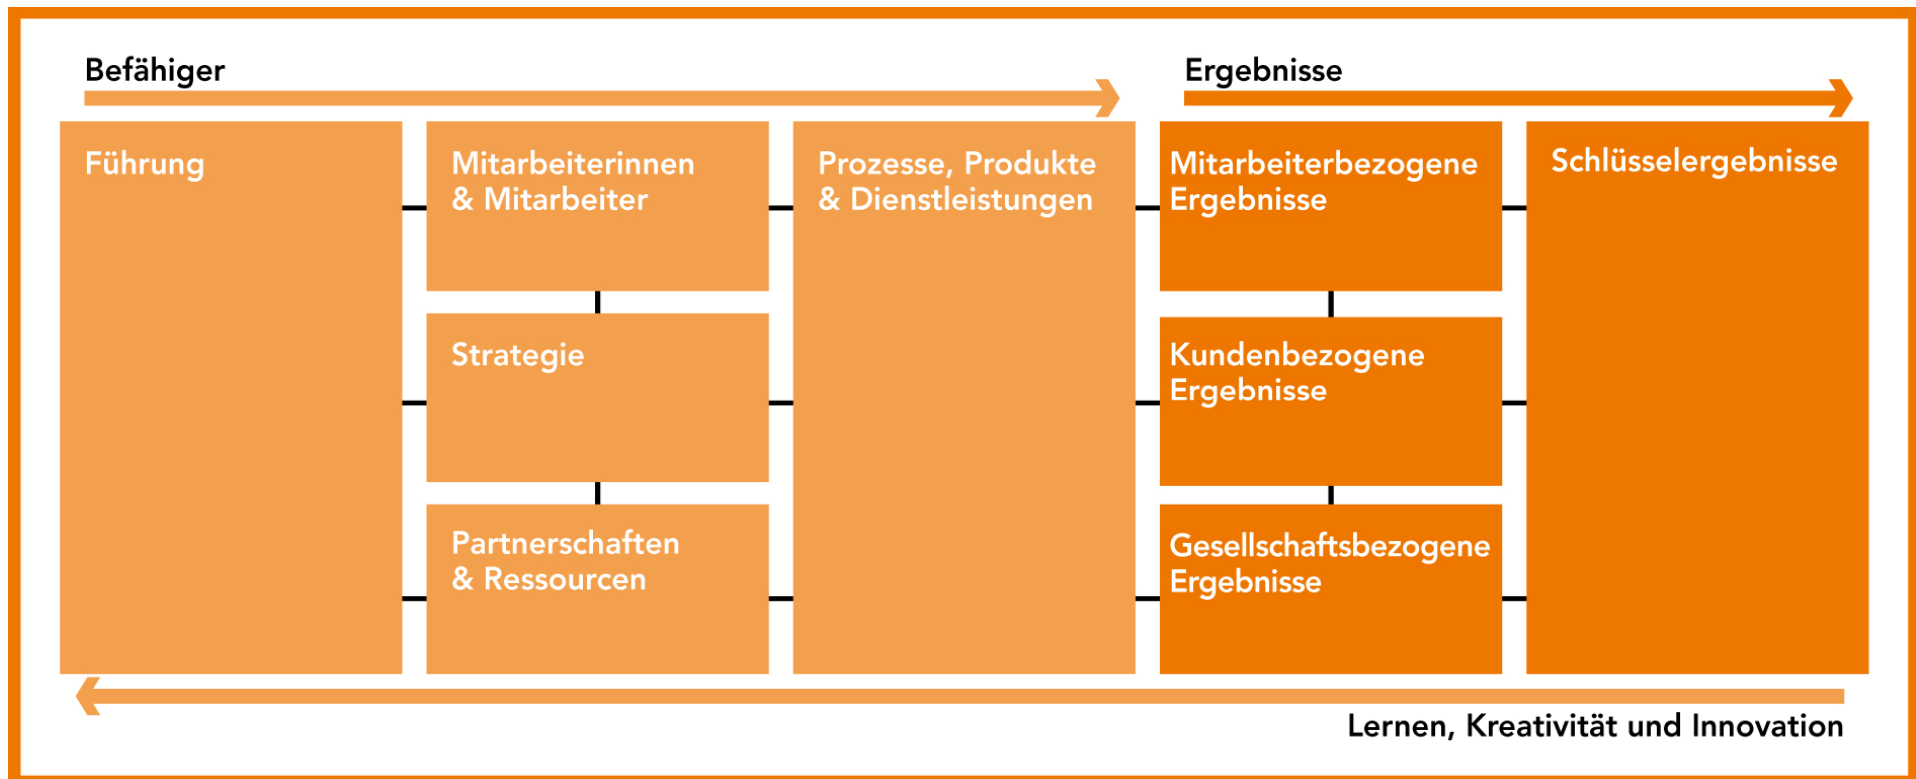 Befähiger
Ergebnisse
Führung
Mitarbeiterinnen
& Mitarbeiter
Strategie
Partnerschaften
& Ressourcen
Prozesse, Produkte
& Dienstleistungen
Mitarbeiterbezogene
Ergebnisse
Kundenbezogene
Ergebnisse
Gesellschaftsbezogene
Ergebnisse
Schlüsselergebnisse
Lernen, Kreativität und Innovation